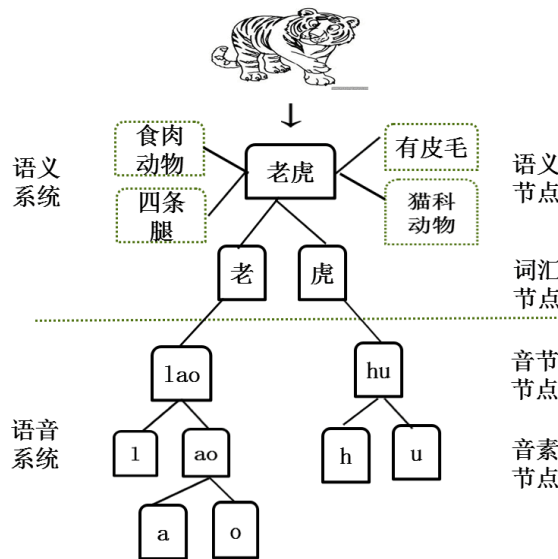 食肉
动物
有皮毛
老虎
语义
系统
语义
节点
四条
腿
猫科
动物
老
虎
词汇
节点
lao
hu
音节
节点
语音
系统
l
ao
h
u
音素
节点
a
o